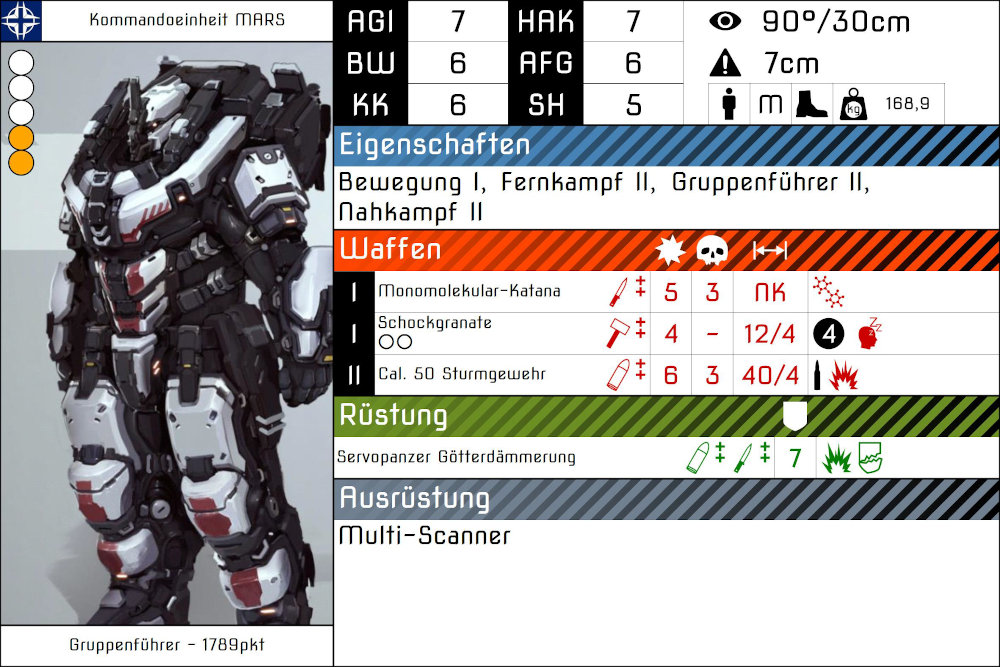 Kommandoeinheit MARS
AGI 7 HAK 7
BW 6 AFG 6
KK 6 SH 5
90°/30cm
7cm
M kg 168,9
Eigenschaften
Bewegung I, Fernkampf II, Gruppenführer II,
Nahkampf II
Waffen
I Monomolekular-Katana ‡ 5 3 NK
I Schockgranate ‡ 4 - 12/4 4 zZz
II Cal. 50 Sturmgewehr ‡ 6 3 40/4
Rüstung
Servopanzer Götterdämmerung ‡ ‡ 7
Ausrüstung
Multi-Scanner
Gruppenführer - 1789pkt